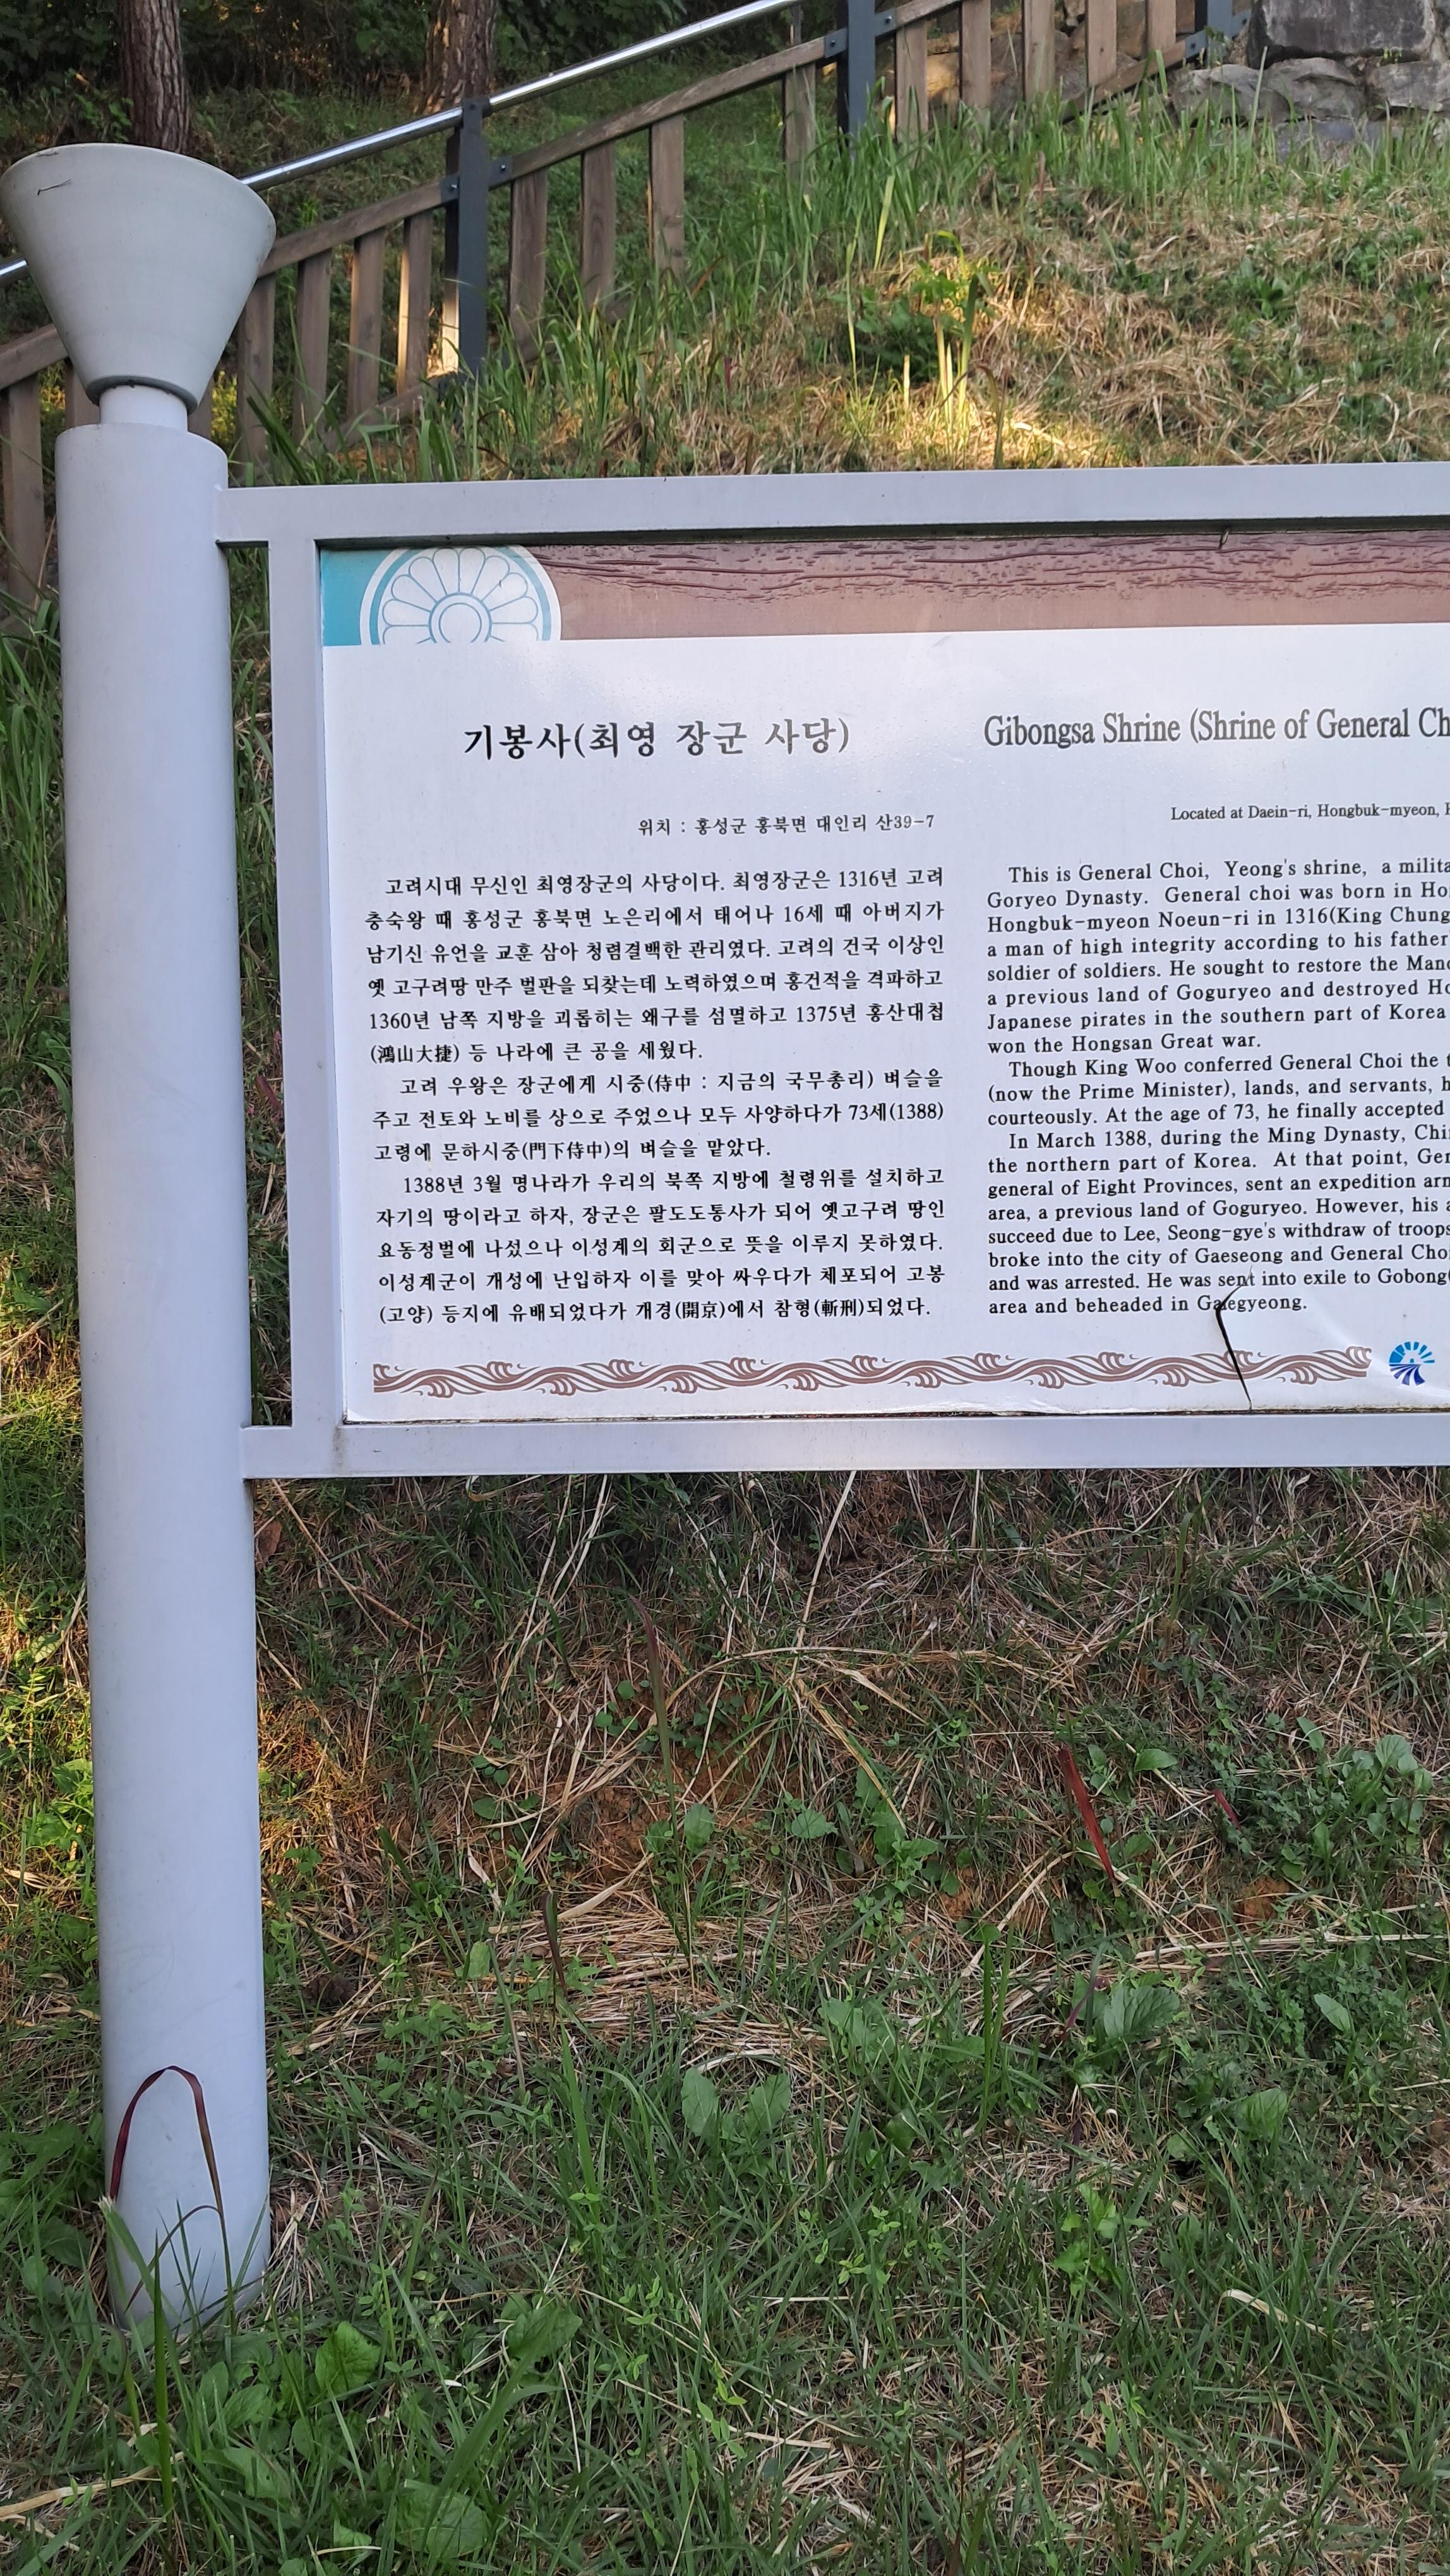 기봉사(최영 장군 사당)
위치 : 홍성군 홍북면 대인리 산39-7
고려시대 무신인 최영장군의 사당이다. 최영장군은 1316년 고려
충숙왕 때 홍성군 홍북면 노은리에서 태어나 16세 때 아버지가
남기신 유언을 교훈 삼아 청렴결백한 관리였다. 고려의 건국 이상인
옛 고구려땅 만주 벌판을 되찾는데 노력하였으며 홍건적을 격파하고
1360년 남쪽 지방을 괴롭히는 왜구를 섬멸하고 1375년 홍산대첩
(鴻山大捷) 등 나라에 큰 공을 세웠다.
고려 우왕은 장군에게 시중(侍中 : 지금의 국무총리) 벼슬을
주고 전토와 노비를 상으로 주었으나 모두 사양하다가 73세(1388)
고령에 문하시중(門下侍中)의 벼슬을 맡았다.
1388년 3월 명나라가 우리의 북쪽 지방에 철령위를 설치하고
자기의 땅이라고 하자, 장군은 팔도도통사가 되어 옛고구려 땅인
요동정벌에 나섰으나 이성계의 회군으로 뜻을 이루지 못하였다.
이성계군이 개성에 난입하자 이를 맞아 싸우다가 체포되어 고봉
(고양) 등지에 유배되었다가 개경(開京)에서 참형(斬刑)되었다.
Gibongsa Shrine (Shrine of General Ch
Located at Daein-ri, Hongbuk-myeon,
This is General Choi, Yeong's shrine, a milita
Goryeo Dynasty. General choi was born in Ho
Hongbuk-myeon Noeun-ri in 1316(King Chung
a man of high integrity according to his father
soldier of soldiers. He sought to restore the Manc
a previous land of Goguryeo and destroyed Ho
Japanese pirates in the southern part of Korea
won the Hongsan Great war.
Though King Woo conferred General Choi the t
(now the Prime Minister), lands, and servants, h
courteously. At the age of 73, he finally accepted
In March 1388, during the Ming Dynasty, Chi
the northern part of Korea. At that point, Ger
general of Eight Provinces, sent an expedition arm
area, a previous land of Goguryeo. However, his a
succeed due to Lee, Seong-gye's withdraw of troops
broke into the city of Gaeseong and General Cho
and was arrested. He was sent into exile to Gobong(
area and beheaded in Gaegyeong.